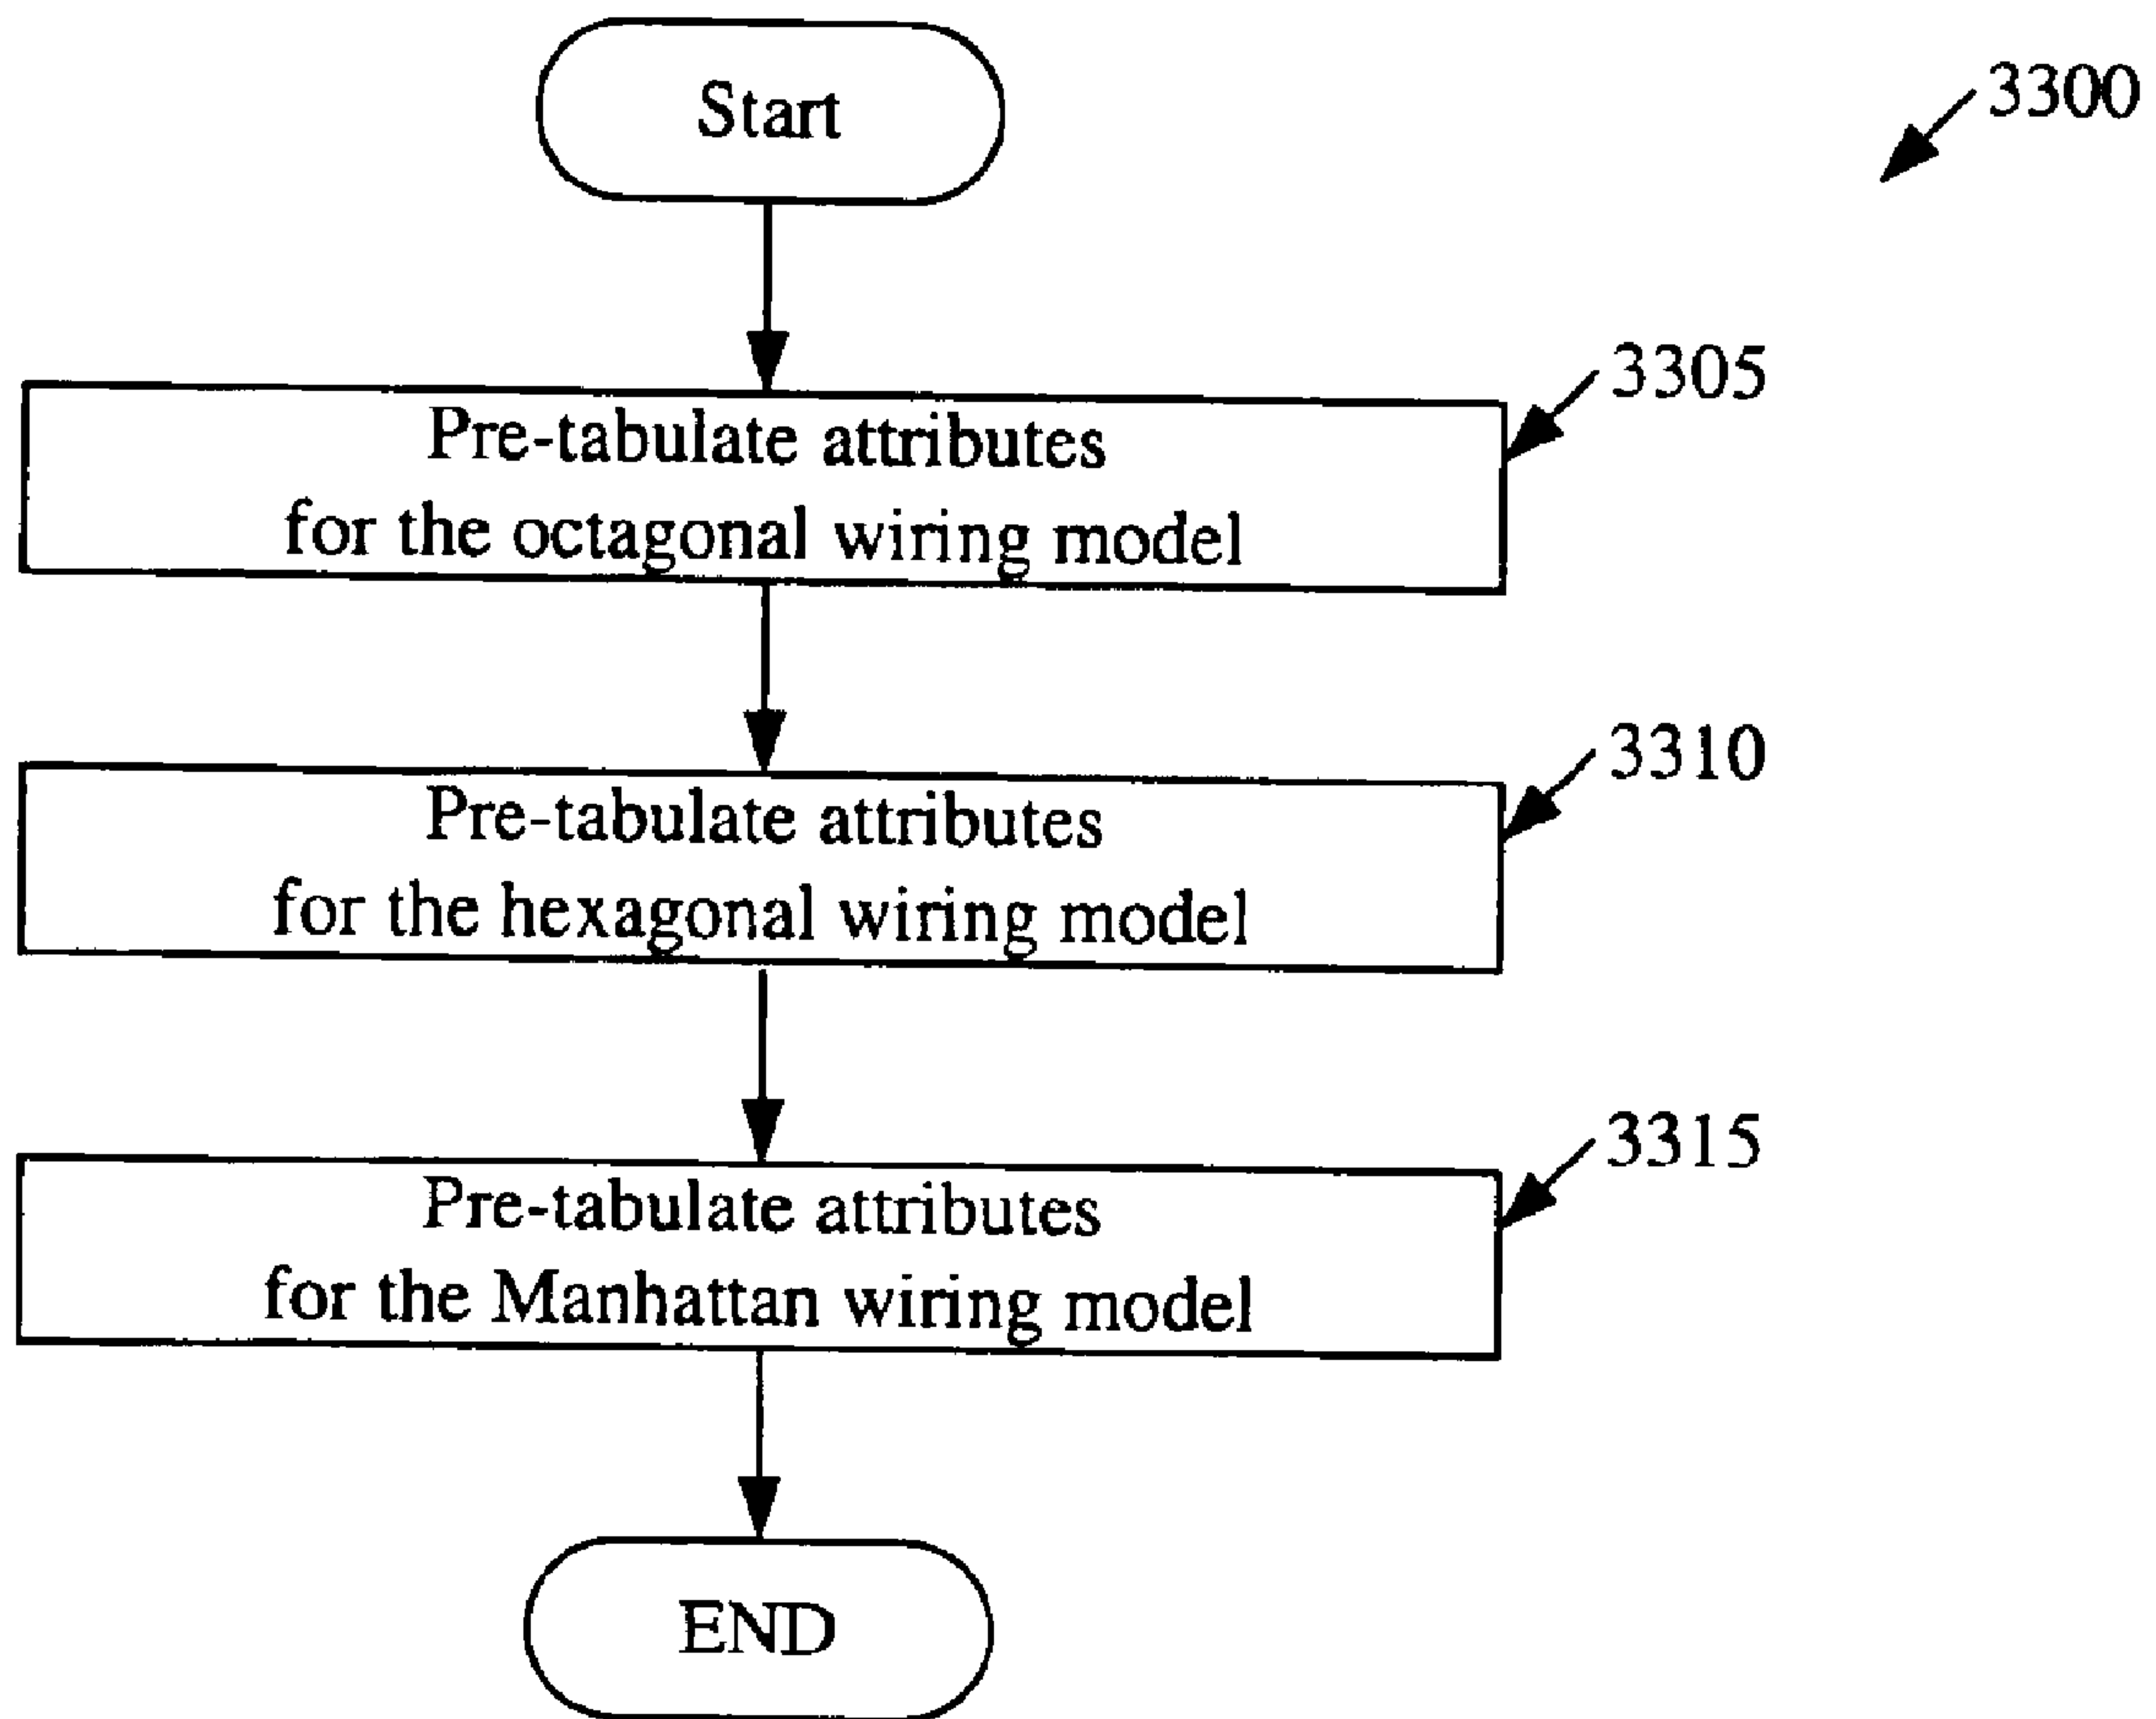 Start
3300
3305
Pre-tabulate attributes
for the octagonal wiring model
3310
Pre-tabulate attributes
for the hexagonal wiring model
3315
Pre-tabulate attributes
for the Manhattan wiring model
END